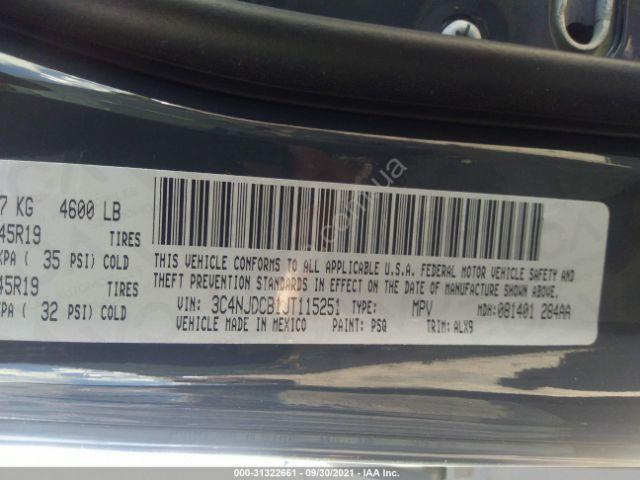 7 KG 4600 LB
45R19 TIRES
KPA ( 35 PSI) COLD
45R19 TIRES
KPA ( 32 PSI) COLD
THIS VEHICLE CONFORMS TO ALL APPLICABLE U.S.A. FEDERAL MOTOR VEHICLE SAFETY AND
THEFT PREVENTION STANDARDS IN EFFECT ON THE DATE OF MANUFACTURE SHOWN ABOVE.
VIN: 3C4NJDCB1JT115251 TYPE: MPV MDH: 081401 284AA
VEHICLE MADE IN MEXICO PAINT: PSQ TRIM: ALX9
000-31322661 - 09/30/2021 - IAA Inc.